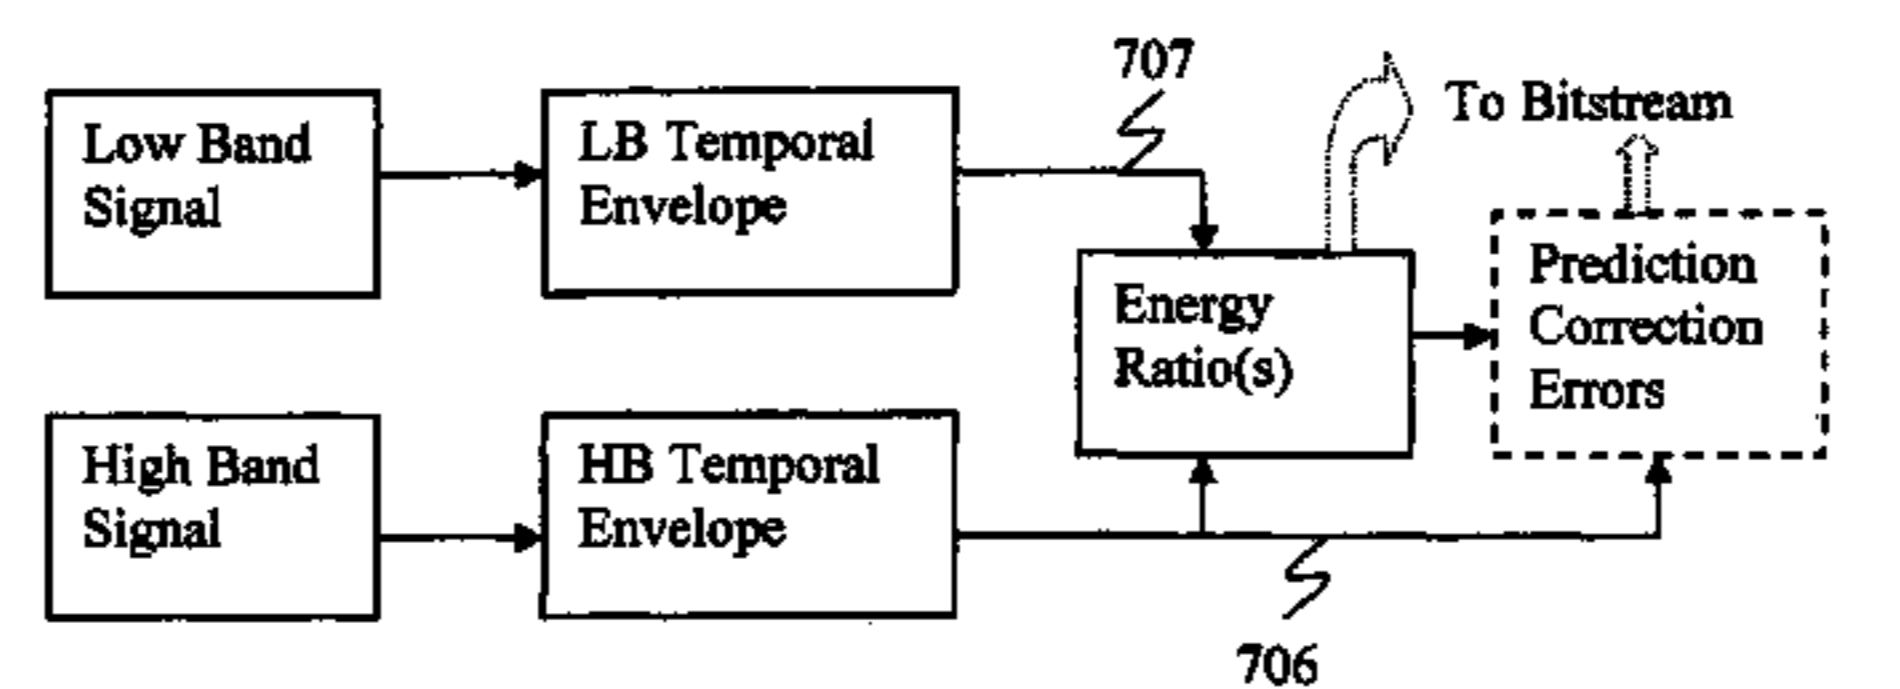 707
To Bitstream
Low Band
Signal
LB Temporal
Envelope
Energy
Ratio(s)
Prediction
Correction
Errors
High Band
Signal
HB Temporal
Envelope
706